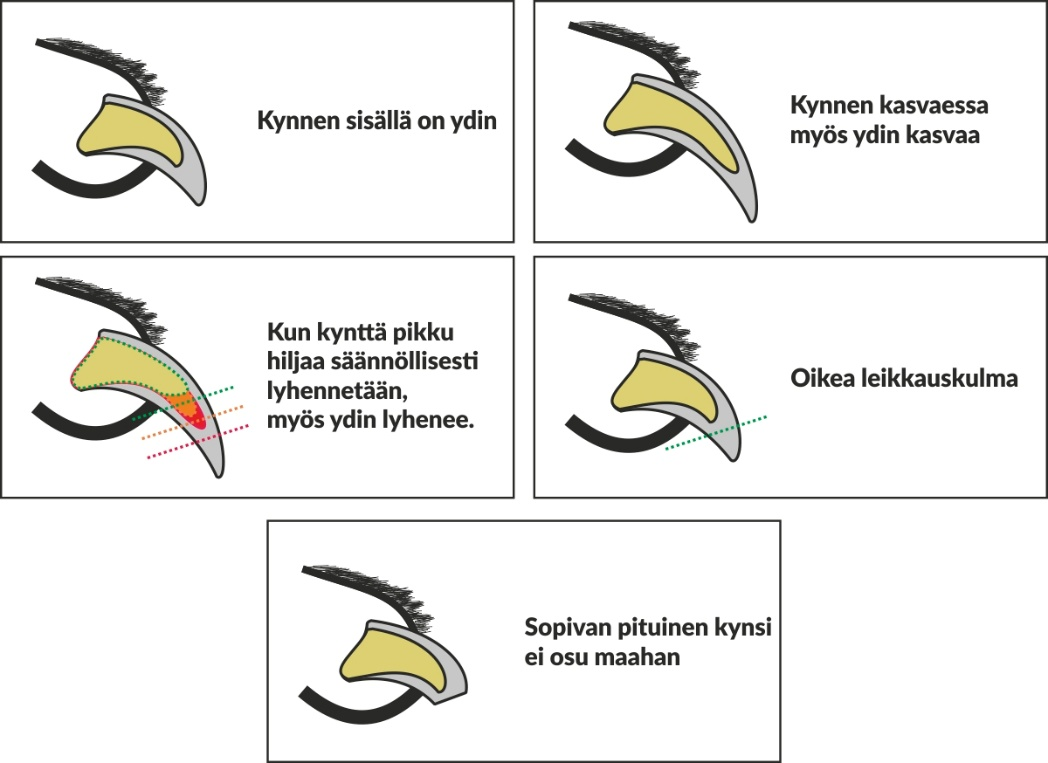 Kynnen sisällä on ydin
Kynnen kasvaessa
myös ydin kasvaa
Kun kynttä pikku
hiljaa säännöllisesti
lyhennetään,
myös ydin lyhenee.
Oikea leikkauskulma
Sopivan pituinen kynsi
ei osu maahan